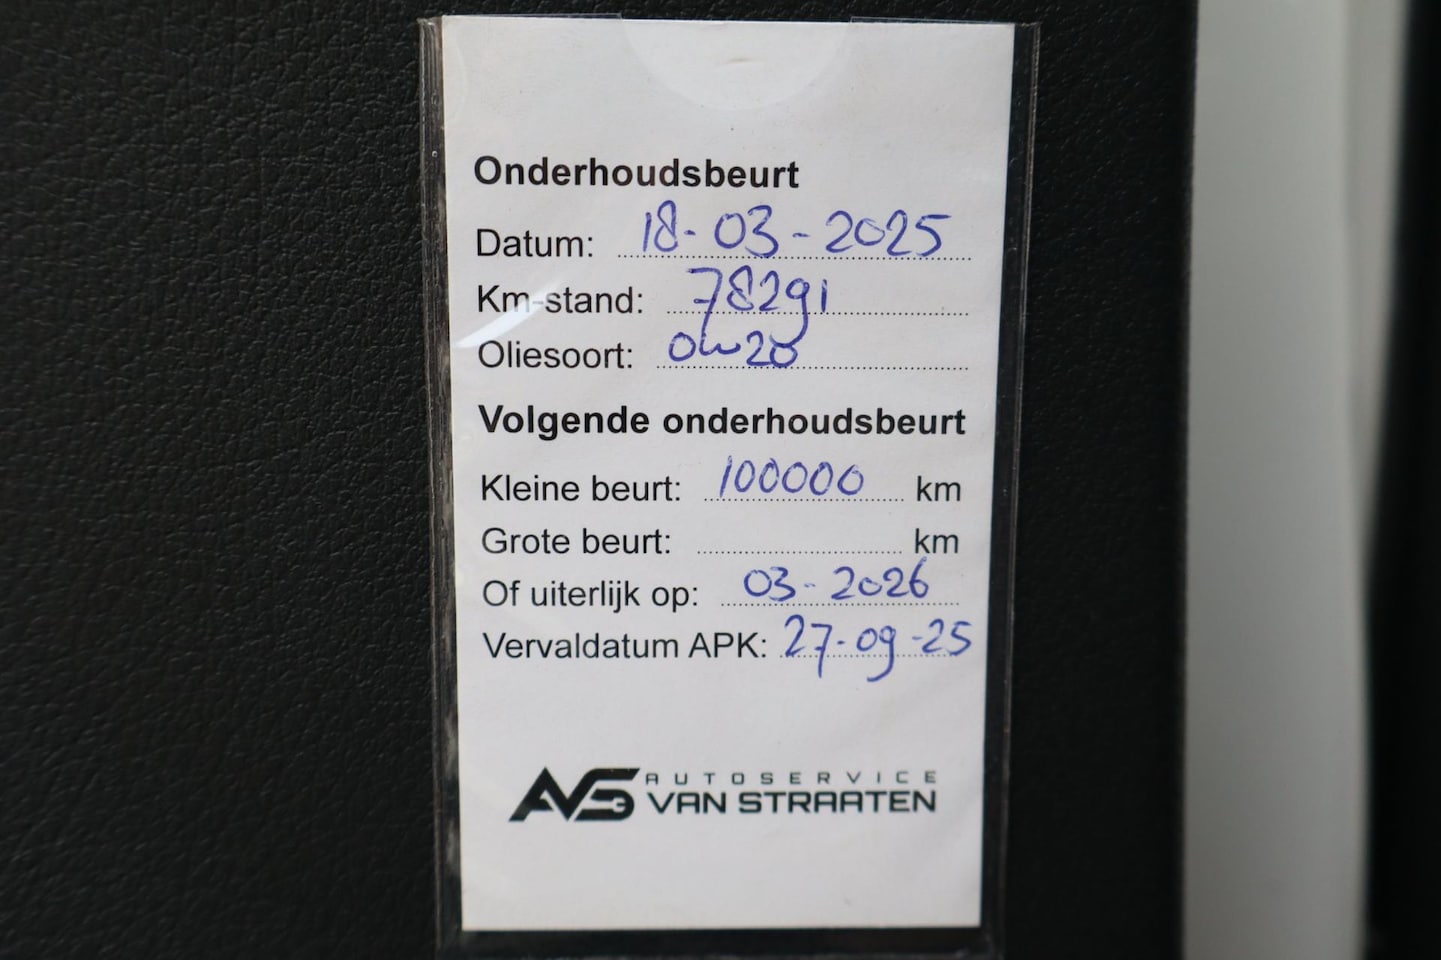 Onderhoudsbeurt
Datum: 18-03-2025
Km-stand: 78291
Oliesoort: 0w20
Volgende onderhoudsbeurt
Kleine beurt: 100000 km
Grote beurt: km
Of uiterlijk op: 03-2026
Vervaldatum APK: 27-09-25
AVS AUTOSERVICE
VAN STRAATEN